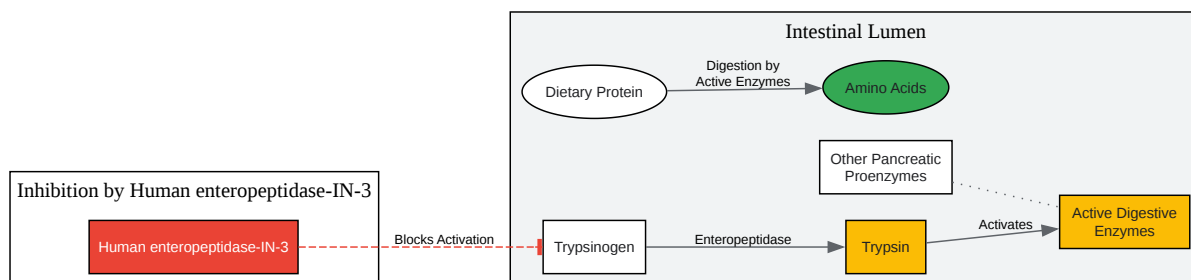 Intestinal Lumen
Digestion by
Active Enzymes
Dietary Protein
Amino Acids
Other Pancreatic
Proenzymes
Inhibition by Human enteropeptidase-IN-3
Human enteropeptidase-IN-3
Blocks Activation
Trypsinogen
Enteropeptidase
Trypsin
Activates
Active Digestive
Enzymes